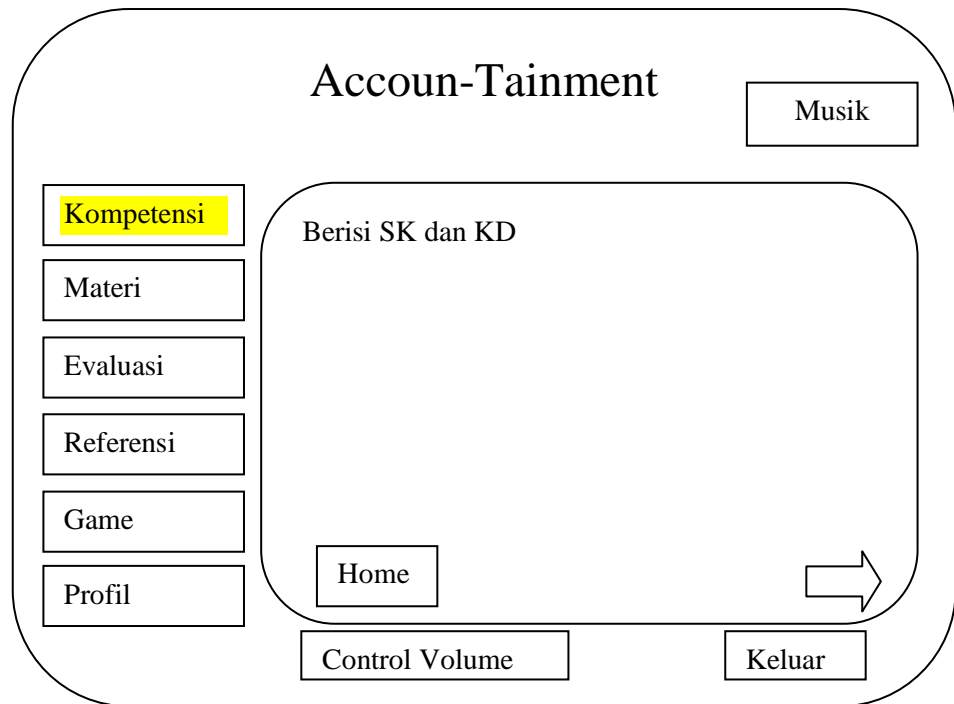 Accoun-Tainment
Musik
Kompetensi
Berisi SK dan KD
Materi
Evaluasi
Referensi
Game
Home
Profil
Control Volume
Keluar